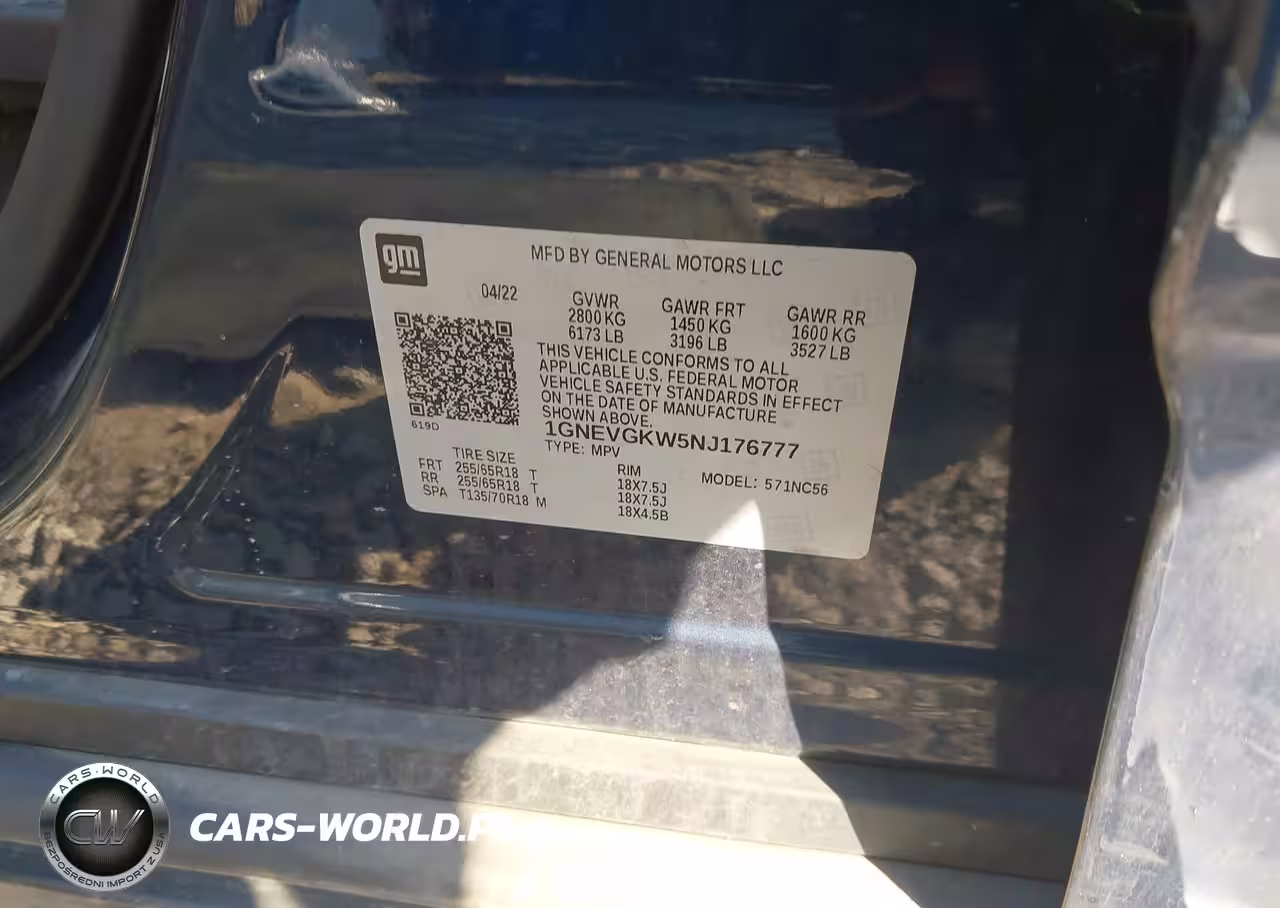 gm
MFD BY GENERAL MOTORS LLC
04/22
GVWR GAWR FRT GAWR RR
2800 KG 1450 KG 1600 KG
6173 LB 3196 LB 3527 LB
THIS VEHICLE CONFORMS TO ALL
APPLICABLE U.S. FEDERAL MOTOR
VEHICLE SAFETY STANDARDS IN EFFECT
ON THE DATE OF MANUFACTURE
SHOWN ABOVE.
619D
1GNEVGKW5NJ176777
TYPE: MPV
TIRE SIZE RIM MODEL: 571NC56
FRT 255/65R18 T 18X7.5J
RR 255/65R18 T 18X7.5J
SPA T135/70R18 M 18X4.5B
CARS-WORLD
CW
BEZPOŚREDNI IMPORT Z USA
CARS-WORLD.P